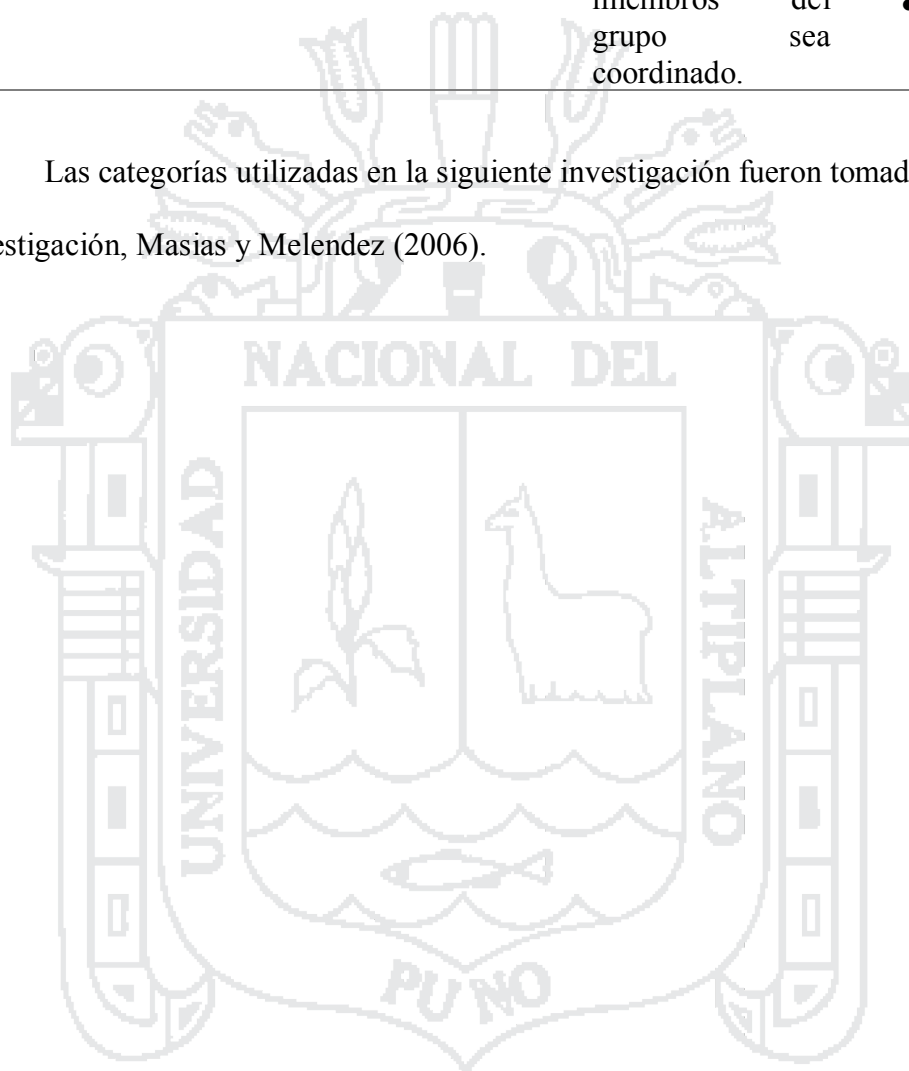 miembros del
grupo sea
coordinado.
Las categorías utilizadas en la siguiente investigación fueron tomad
estigación, Masias y Melendez (2006).
NACIONAL DEL
UNIVERSIDAD
ALTIPLANO
PUNO